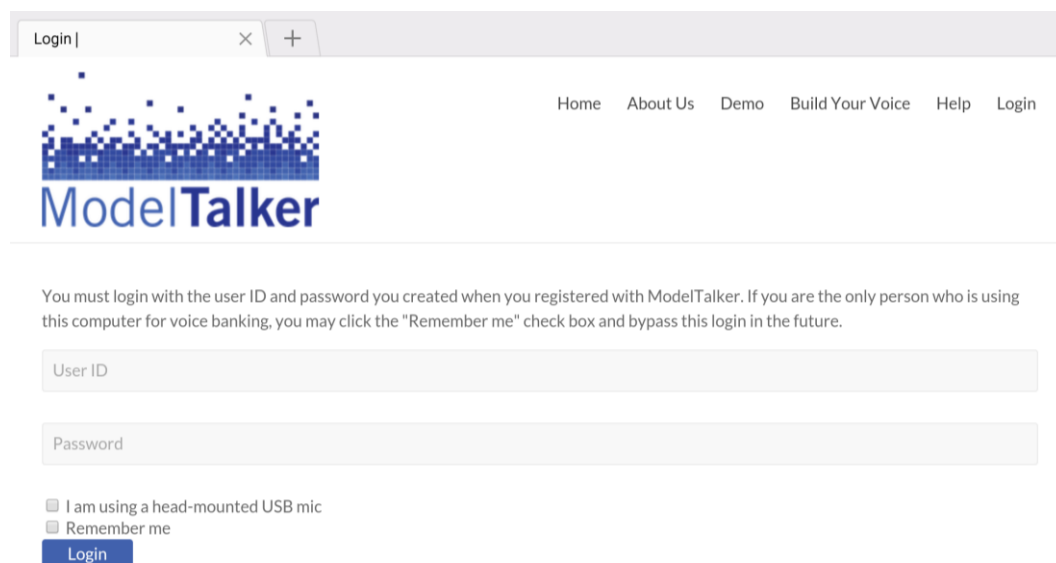 Login |
Home About Us Demo Build Your Voice Help Login
ModelTalker
You must login with the user ID and password you created when you registered with ModelTalker. If you are the only person who is using
this computer for voice banking, you may click the "Remember me" check box and bypass this login in the future.
User ID
Password
I am using a head-mounted USB mic
Remember me
Login